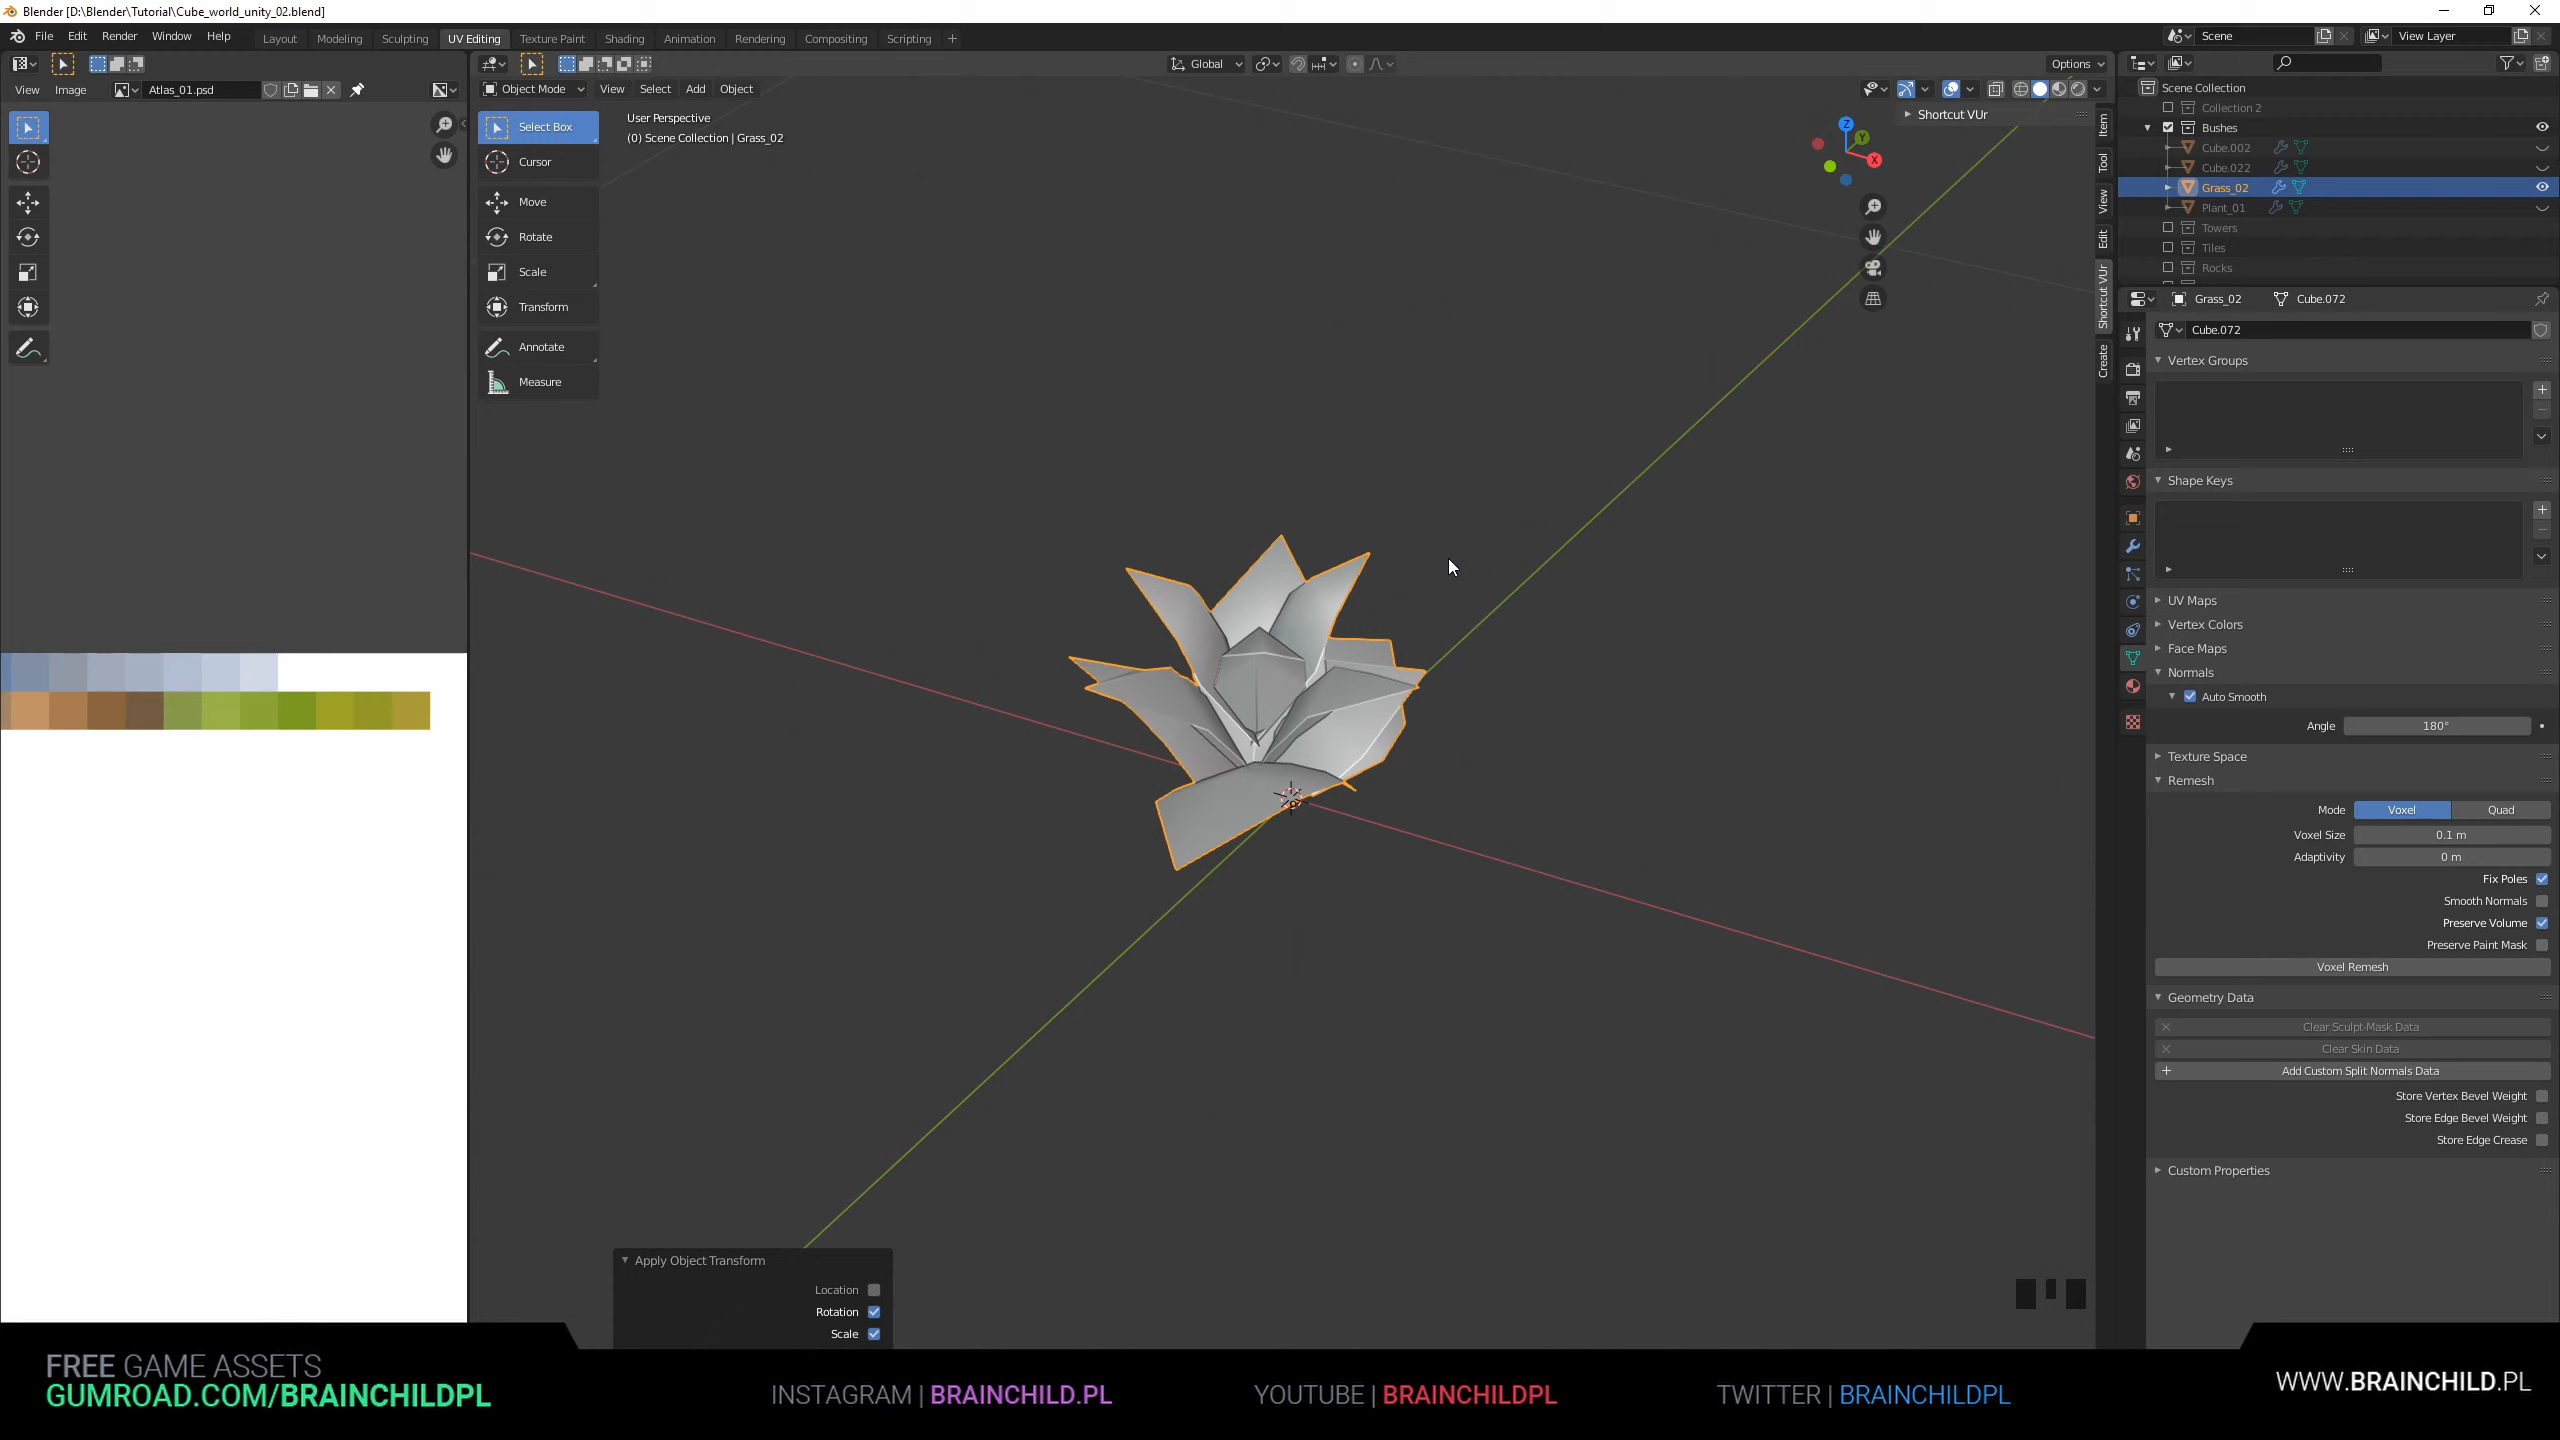 Blender [D:\Blender\Tutorial\Cube_world_unity_02.blend]
File Edit Render Window Help Layout Modeling Sculpting UV Editing Texture Paint Shading Animation Rendering Compositing Scripting +
Scene View Layer
Global Options
View Image Atlas_01.psd
Object Mode View Select Add Object
Select Box
Cursor
Move
Rotate
Scale
Transform
Annotate
Measure
User Perspective
(0) Scene Collection | Grass_02
Shortcut VUr
Z
Y
X
Item
Tool
View
Edit
Shortcut VUr
Create
Scene Collection
Collection 2
Bushes
Cube.002
Cube.022
Grass_02
Plant_01
Towers
Tiles
Rocks
Grass_02 Cube.072
Cube.072
Vertex Groups
Shape Keys
UV Maps
Vertex Colors
Face Maps
Normals
Auto Smooth
Angle 180°
Texture Space
Remesh
Mode Voxel Quad
Voxel Size 0.1 m
Adaptivity 0 m
Fix Poles
Smooth Normals
Preserve Volume
Preserve Paint Mask
Voxel Remesh
Geometry Data
Clear Sculpt-Mask Data
Clear Skin Data
Add Custom Split Normals Data
Store Vertex Bevel Weight
Store Edge Bevel Weight
Store Edge Crease
Custom Properties
Apply Object Transform
Location
Rotation
Scale
FREE GAME ASSETS
GUMROAD.COM/BRAINCHILDPL
INSTAGRAM | BRAINCHILD.PL
YOUTUBE | BRAINCHILDPL
TWITTER | BRAINCHILDPL
WWW.BRAINCHILD.PL